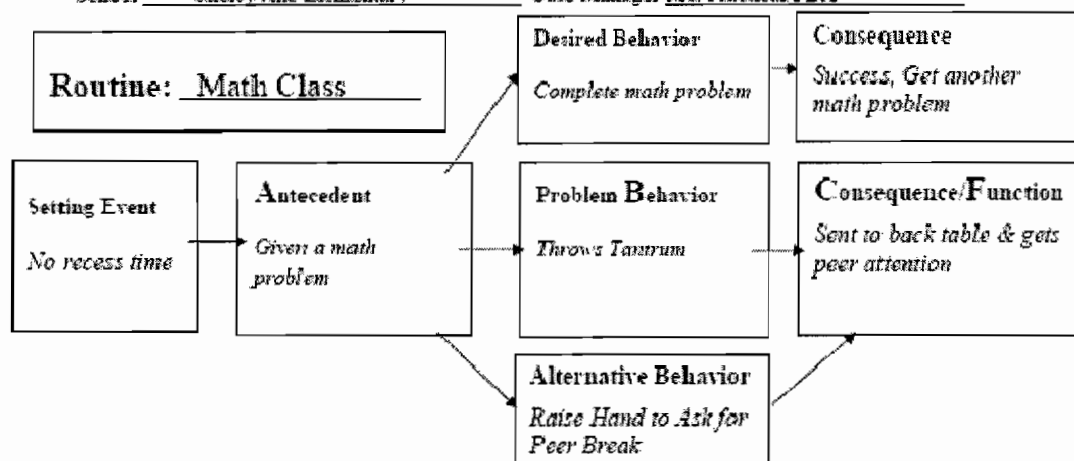 Routine: Math Class
Desired Behavior
Complete math problem
Consequence
Success, Get another
math problem
Setting Event
No recess time
Antecedent
Given a math
problem
Problem Behavior
Throws Tantrum
Consequence/Function
Sent to back table & gets
peer attention
Alternative Behavior
Raise Hand to Ask for
Peer Break